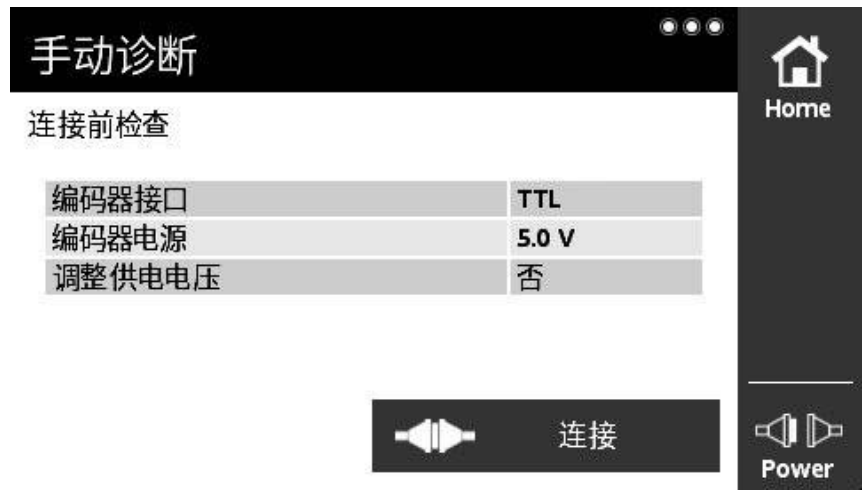 手动诊断
Home
连接前检查
编码器接口 TTL
编码器电源 5.0 V
调整供电电压 否
连接
Power